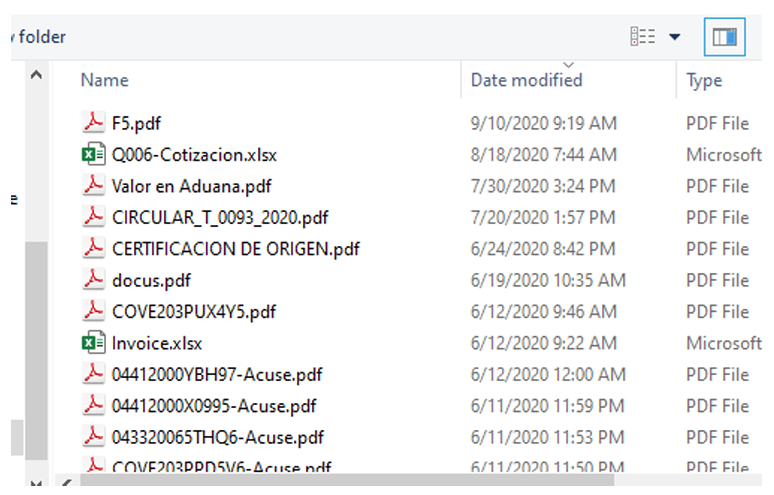 folder
Name Date modified Type
F5.pdf 9/10/2020 9:19 AM PDF File
Q006-Cotizacion.xlsx 8/18/2020 7:44 AM Microsoft
Valor en Aduana.pdf 7/30/2020 3:24 PM PDF File
CIRCULAR_T_0093_2020.pdf 7/20/2020 1:57 PM PDF File
CERTIFICACION DE ORIGEN.pdf 6/24/2020 8:42 PM PDF File
docus.pdf 6/19/2020 10:35 AM PDF File
COVE203PUX4Y5.pdf 6/12/2020 9:46 AM PDF File
Invoice.xlsx 6/12/2020 9:22 AM Microsoft
04412000YBH97-Acuse.pdf 6/12/2020 12:00 AM PDF File
04412000X0995-Acuse.pdf 6/11/2020 11:59 PM PDF File
043320065THQ6-Acuse.pdf 6/11/2020 11:53 PM PDF File
COVE203PPD5V6-Acuse.pdf 6/11/2020 11:50 PM PDF File